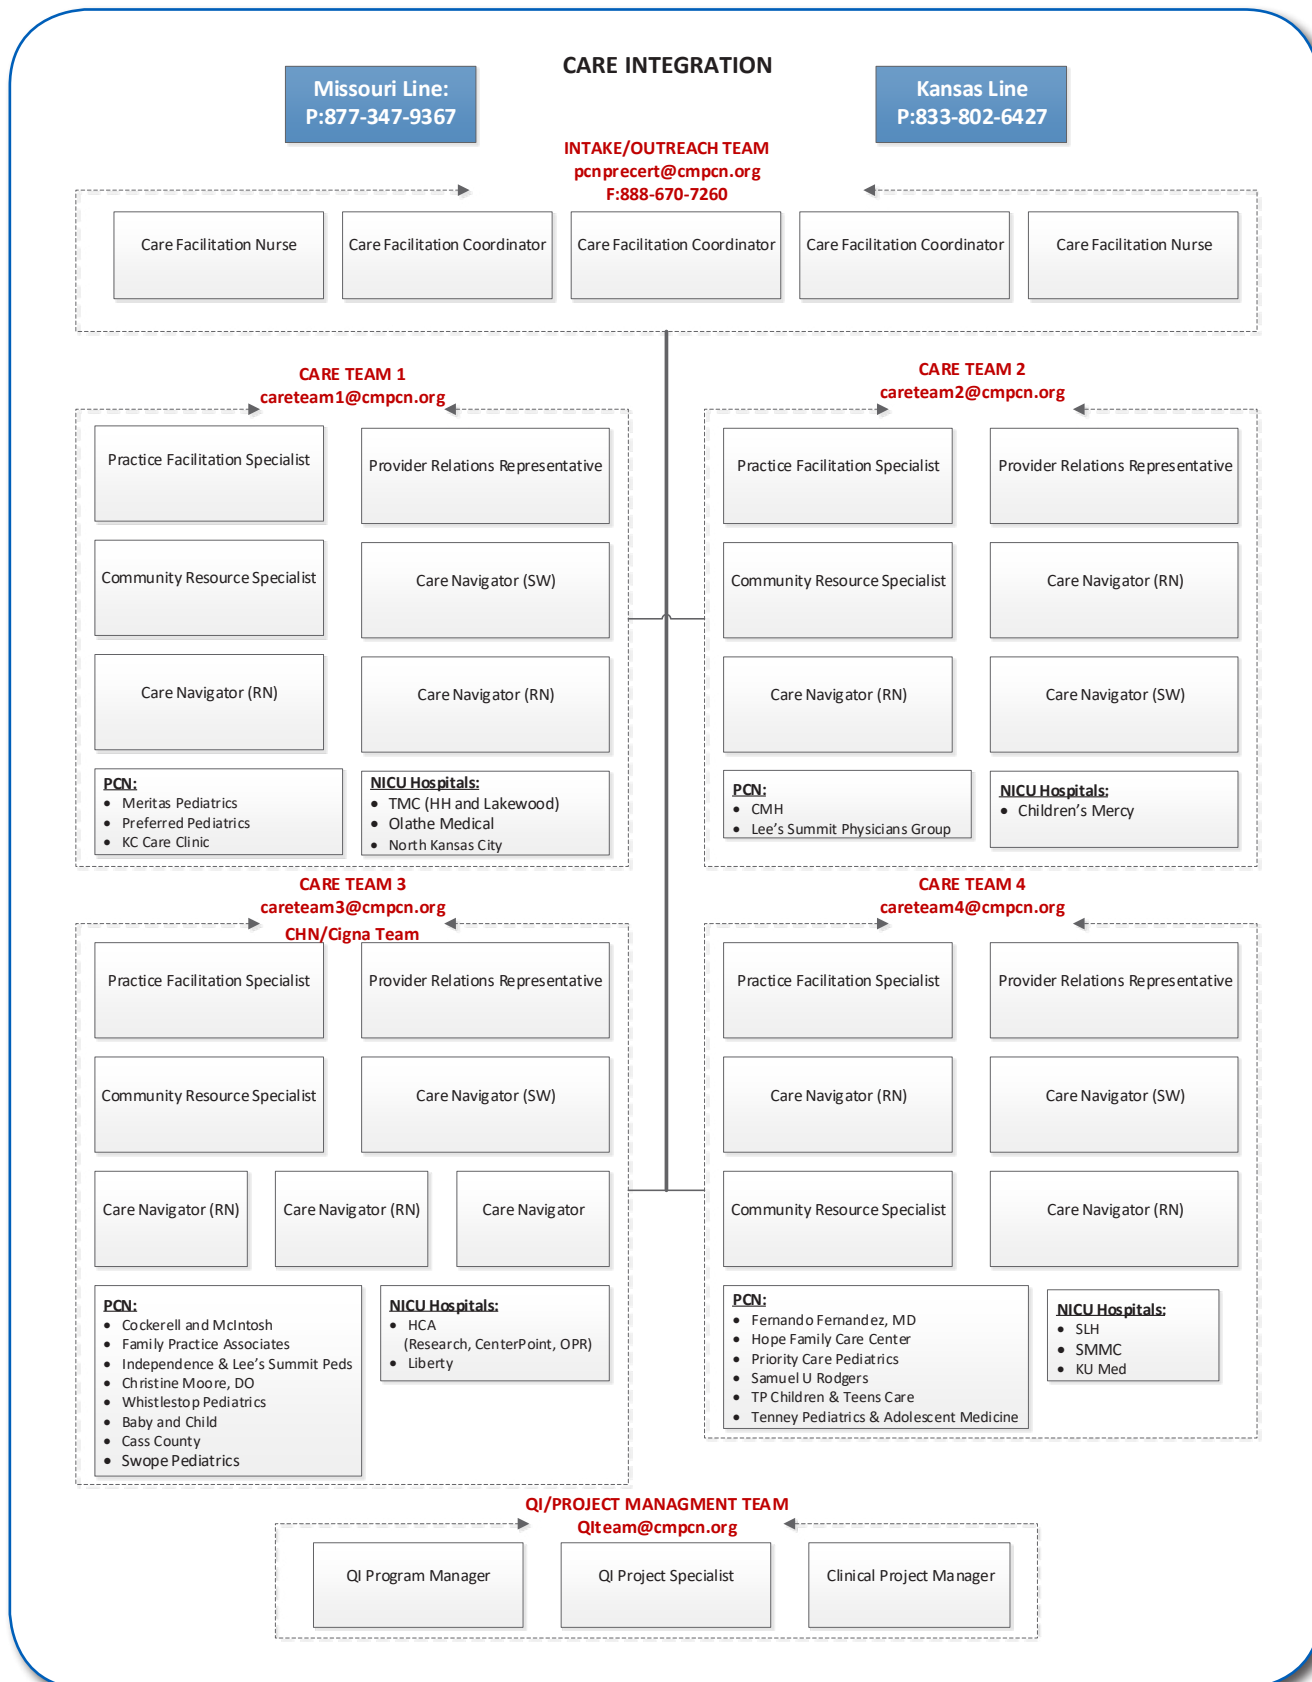 CARE INTEGRATION
Missouri Line:
P:877-347-9367
Kansas Line
P:833-802-6427
INTAKE/OUTREACH TEAM
pcnprecert@cmpcn.org
F:888-670-7260
Care Facilitation Nurse
Care Facilitation Coordinator
Care Facilitation Coordinator
Care Facilitation Coordinator
Care Facilitation Nurse
CARE TEAM 1
careteam1@cmpcn.org
Practice Facilitation Specialist
Provider Relations Representative
Community Resource Specialist
Care Navigator (SW)
Care Navigator (RN)
Care Navigator (RN)
PCN:
• Meritas Pediatrics
• Preferred Pediatrics
• KC Care Clinic
NICU Hospitals:
• TMC (HH and Lakewood)
• Olathe Medical
• North Kansas City
CARE TEAM 2
careteam2@cmpcn.org
Practice Facilitation Specialist
Provider Relations Representative
Community Resource Specialist
Care Navigator (RN)
Care Navigator (RN)
Care Navigator (SW)
PCN:
• CMH
• Lee's Summit Physicians Group
NICU Hospitals:
• Children's Mercy
CARE TEAM 3
careteam3@cmpcn.org
CHN/Cigna Team
Practice Facilitation Specialist
Provider Relations Representative
Community Resource Specialist
Care Navigator (SW)
Care Navigator (RN)
Care Navigator (RN)
Care Navigator
PCN:
• Cockerell and McIntosh
• Family Practice Associates
• Independence & Lee's Summit Peds
• Christine Moore, DO
• Whistlestop Pediatrics
• Baby and Child
• Cass County
• Swope Pediatrics
NICU Hospitals:
• HCA
(Research, CenterPoint, OPR)
• Liberty
CARE TEAM 4
careteam4@cmpcn.org
Practice Facilitation Specialist
Provider Relations Representative
Care Navigator (RN)
Care Navigator (SW)
Community Resource Specialist
Care Navigator (RN)
PCN:
• Fernando Fernandez, MD
• Hope Family Care Center
• Priority Care Pediatrics
• Samuel U Rodgers
• TP Children & Teens Care
• Tenney Pediatrics & Adolescent Medicine
NICU Hospitals:
• SLH
• SMMC
• KU Med
QI/PROJECT MANAGMENT TEAM
QIteam@cmpcn.org
QI Program Manager
QI Project Specialist
Clinical Project Manager